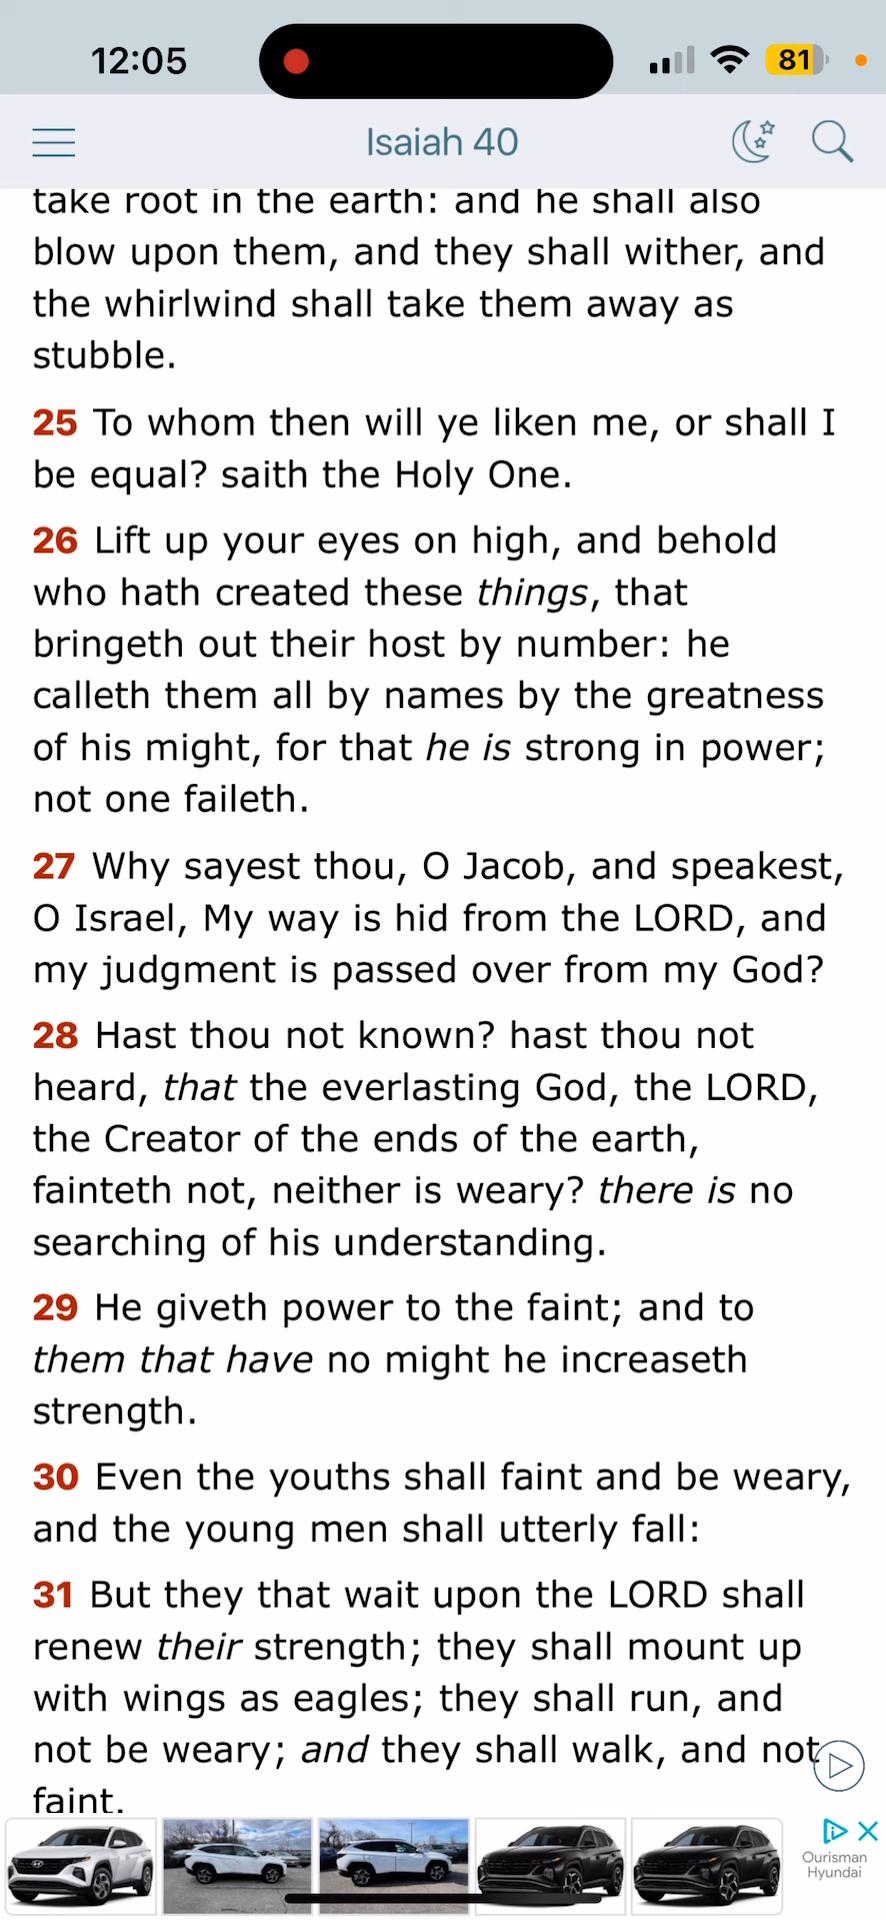 12:05
81
Isaiah 40
take root in the earth: and he shall also
blow upon them, and they shall wither, and
the whirlwind shall take them away as
stubble.
25 To whom then will ye liken me, or shall I
be equal? saith the Holy One.
26 Lift up your eyes on high, and behold
who hath created these things, that
bringeth out their host by number: he
calleth them all by names by the greatness
of his might, for that he is strong in power;
not one faileth.
27 Why sayest thou, O Jacob, and speakest,
O Israel, My way is hid from the LORD, and
my judgment is passed over from my God?
28 Hast thou not known? hast thou not
heard, that the everlasting God, the LORD,
the Creator of the ends of the earth,
fainteth not, neither is weary? there is no
searching of his understanding.
29 He giveth power to the faint; and to
them that have no might he increaseth
strength.
30 Even the youths shall faint and be weary,
and the young men shall utterly fall:
31 But they that wait upon the LORD shall
renew their strength; they shall mount up
with wings as eagles; they shall run, and
not be weary; and they shall walk, and not
faint.
Ourisman
Hyundai